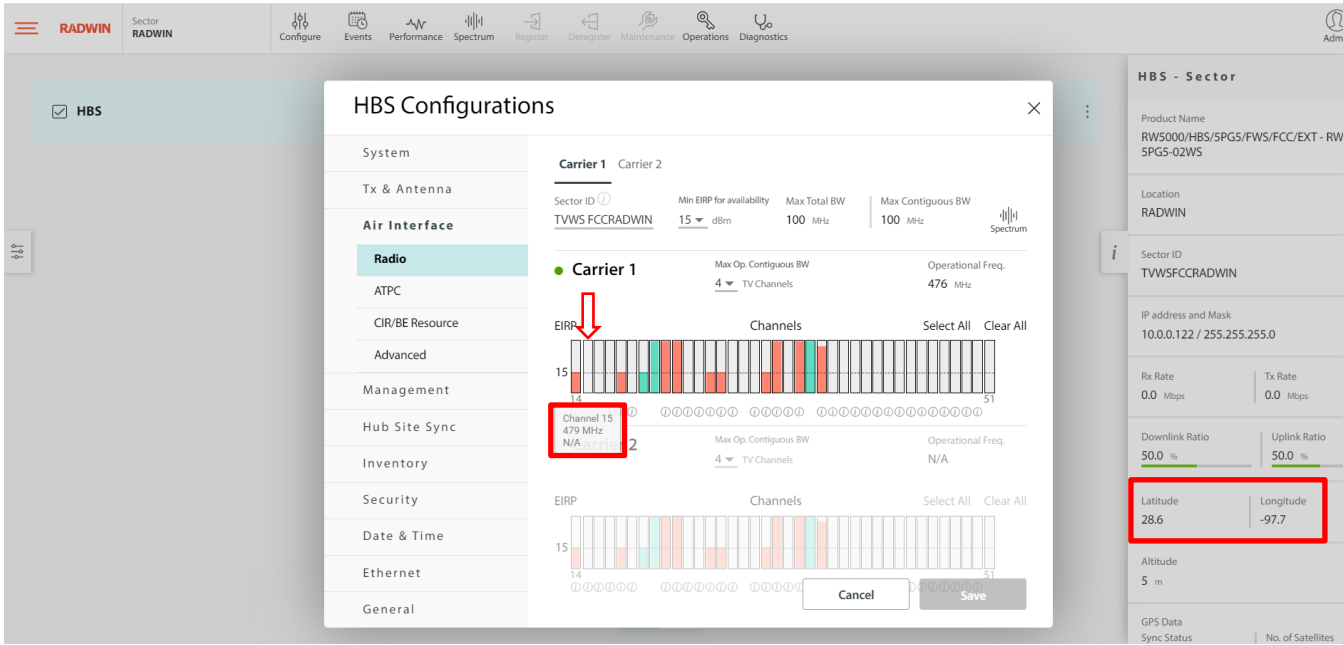 RADWIN
Sector
RADWIN
Configure
Events
Performance
Spectrum
Register
Deregister
Maintenance
Operations
Diagnostics
Adm
HBS
HBS Configurations
System
Tx & Antenna
Air Interface
Radio
ATPC
CIR/BE Resource
Advanced
Management
Hub Site Sync
Inventory
Security
Date & Time
Ethernet
General
Carrier 1 Carrier 2
Sector ID
TVWS FCCRADWIN
Min EIRP for availability
15 dBm
Max Total BW
100 MHz
Max Contiguous BW
100 MHz
Spectrum
Carrier 1
Max Op. Contiguous BW
4 TV Channels
Operational Freq.
476 MHz
EIRP Channels Select All Clear All
15
14 51
Channel 15
479 MHz
N/A
Carrier 2
Max Op. Contiguous BW
4 TV Channels
Operational Freq.
N/A
EIRP Channels Select All Clear All
15
14 51
Cancel Save
HBS - Sector
Product Name
RW5000/HBS/5PG5/FWS/FCC/EXT - RW
5PG5-02WS
Location
RADWIN
Sector ID
TVWSFCCRADWIN
IP address and Mask
10.0.0.122 / 255.255.255.0
Rx Rate Tx Rate
0.0 Mbps 0.0 Mbps
Downlink Ratio Uplink Ratio
50.0 % 50.0 %
Latitude Longitude
28.6 -97.7
Altitude
5 m
GPS Data
Sync Status No. of Satellites